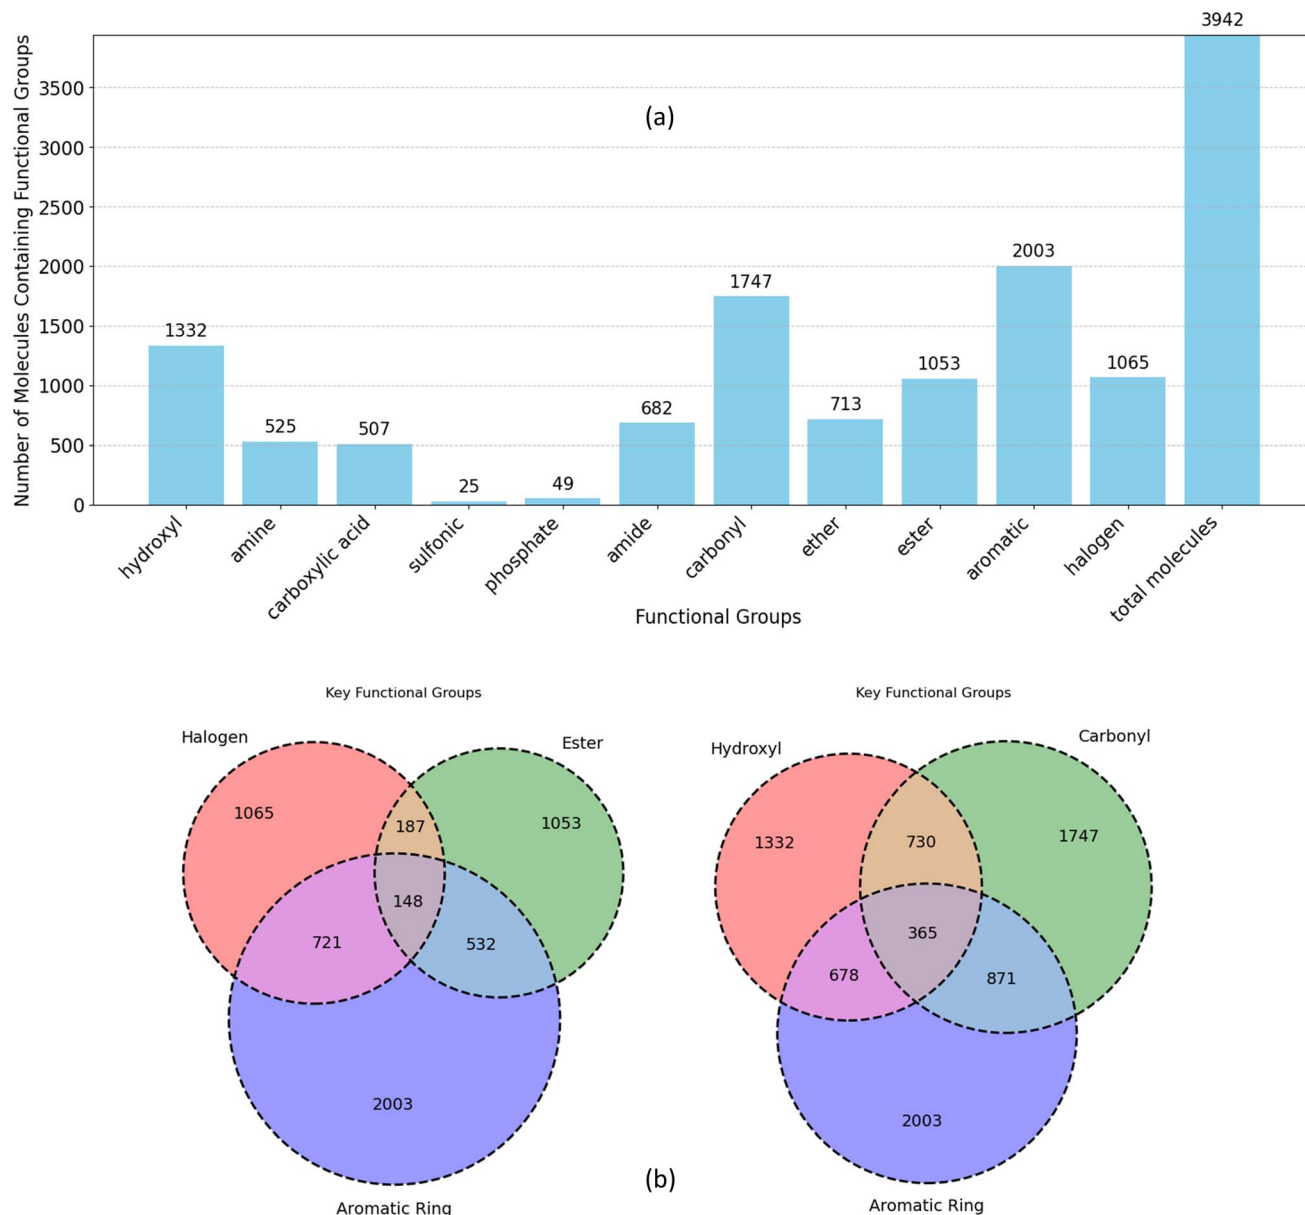 3942
Number of Molecules Containing Functional Groups
3500
(a)
3000
2500
2000
2003
1747
1500
1332
1000
1053
1065
682
713
500
525
507
25
49
0
hydroxyl
amine
carboxylic acid
sulfonic
phosphate
amide
carbonyl
ether
ester
aromatic
halogen
total molecules
Functional Groups
Key Functional Groups
Halogen
Ester
1065
187
1053
148
721
532
2003
Aromatic Ring
Key Functional Groups
Hydroxyl
Carbonyl
1332
730
1747
365
678
871
2003
Aromatic Ring
(b)